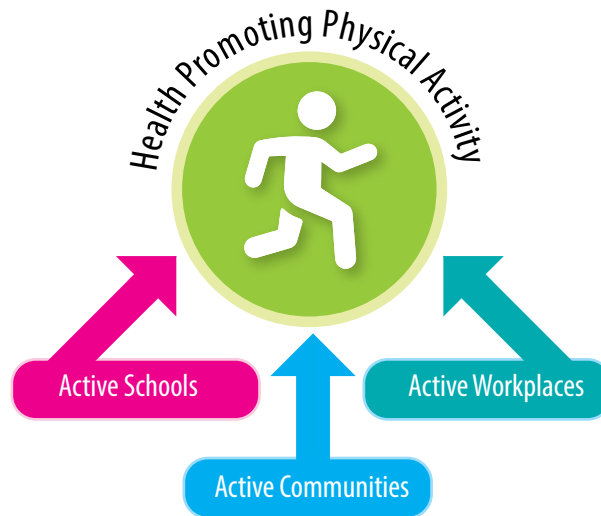 Health Promoting Physical Activity
Active Schools
Active Workplaces
Active Communities